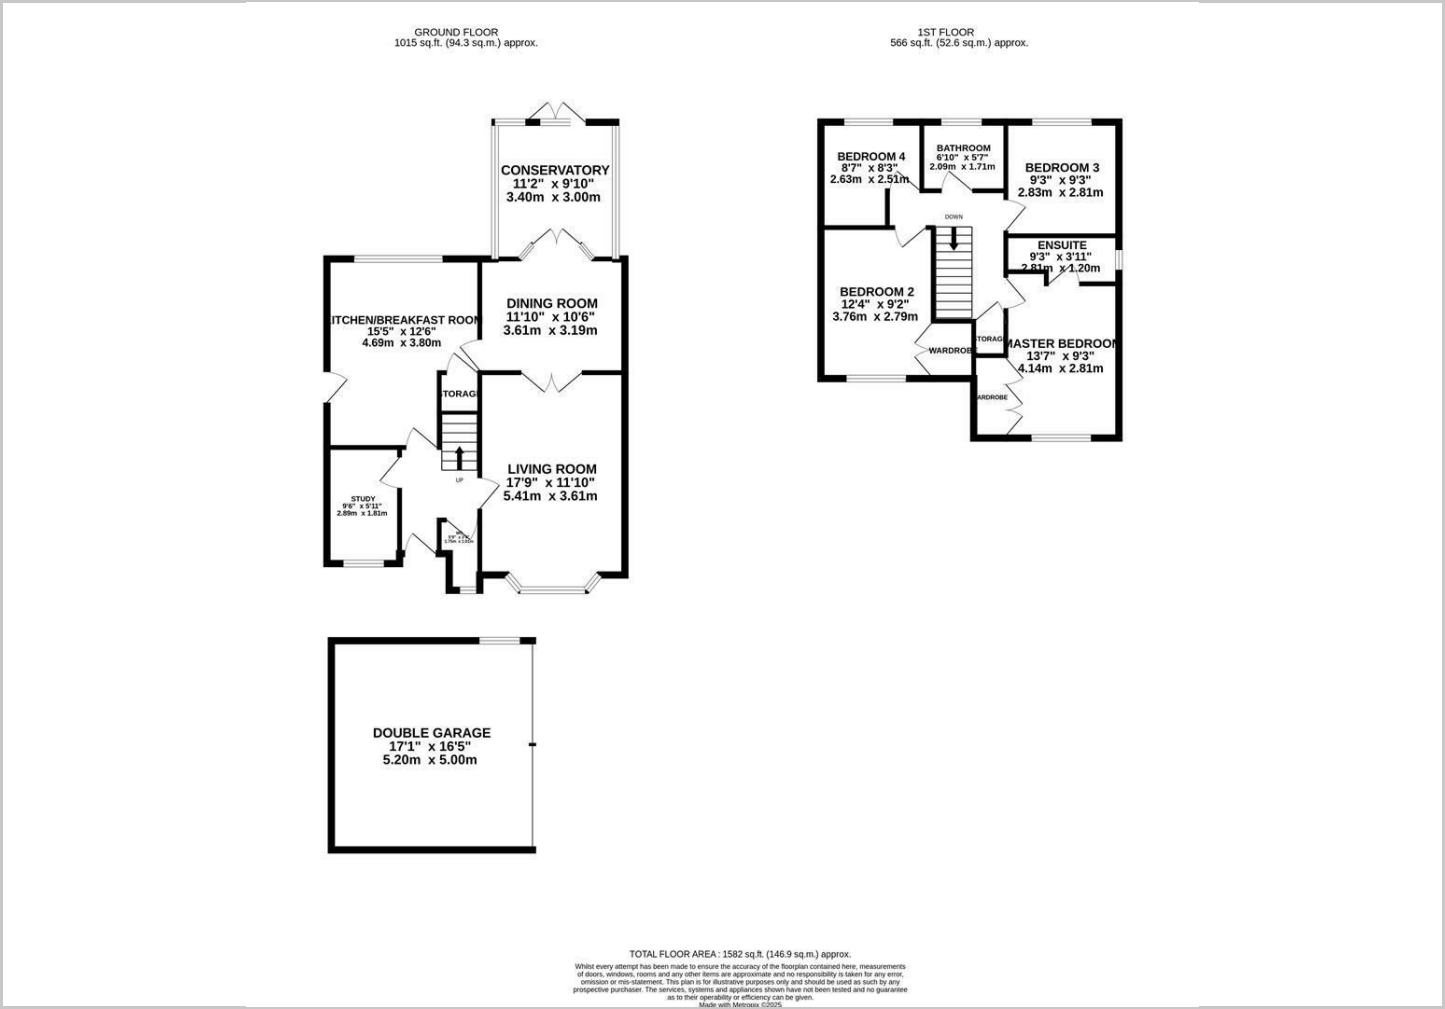 GROUND FLOOR
1015 sq.ft. (94.3 sq.m.) approx.
1ST FLOOR
566 sq.ft. (52.6 sq.m.) approx.
CONSERVATORY
11'2" x 9'10"
3.40m x 3.00m
ITCHEN/BREAKFAST ROOM
15'5" x 12'6"
4.69m x 3.80m
DINING ROOM
11'10" x 10'6"
3.61m x 3.19m
STORAGE
UP
LIVING ROOM
17'9" x 11'10"
5.41m x 3.61m
STUDY
9'6" x 5'11"
2.89m x 1.81m
DOUBLE GARAGE
17'1" x 16'5"
5.20m x 5.00m
BEDROOM 4
8'7" x 8'3"
2.63m x 2.51m
BATHROOM
6'10" x 5'7"
2.09m x 1.71m
BEDROOM 3
9'3" x 9'3"
2.83m x 2.81m
DOWN
ENSUITE
9'3" x 3'11"
2.81m x 1.20m
BEDROOM 2
12'4" x 9'2"
3.76m x 2.79m
WARDROBE
STORAGE
MASTER BEDROOM
13'7" x 9'3"
4.14m x 2.81m
ARDROBE
TOTAL FLOOR AREA : 1582 sq.ft. (146.9 sq.m.) approx.
Whilst every attempt has been made to ensure the accuracy of the floorplan contained here, measurements
of doors, windows, rooms and any other items are approximate and no responsibility is taken for any error,
omission or mis-statement. This plan is for illustrative purposes only and should be used as such by any
prospective purchaser. The services, systems and appliances shown have not been tested and no guarantee
as to their operability or efficiency can be given.
Made with Metropix ©2025